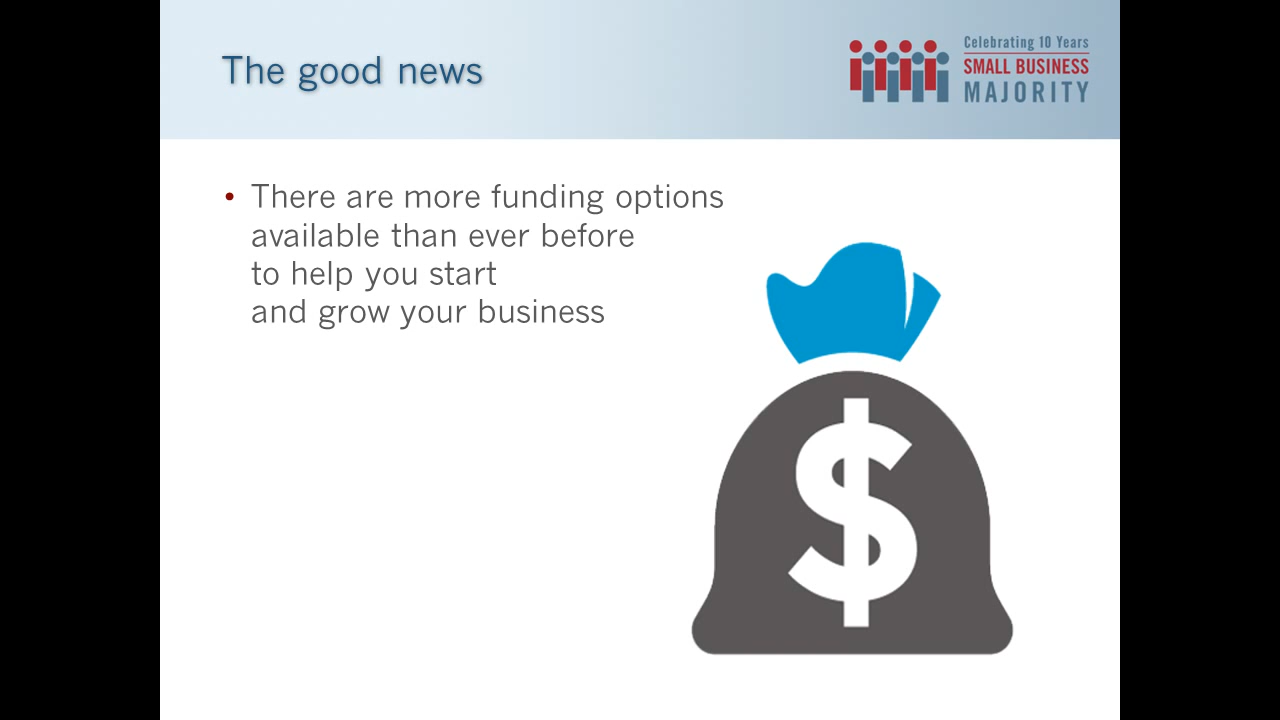 The good news
Celebrating 10 Years
SMALL BUSINESS
MAJORITY
• There are more funding options
available than ever before
to help you start
and grow your business
$